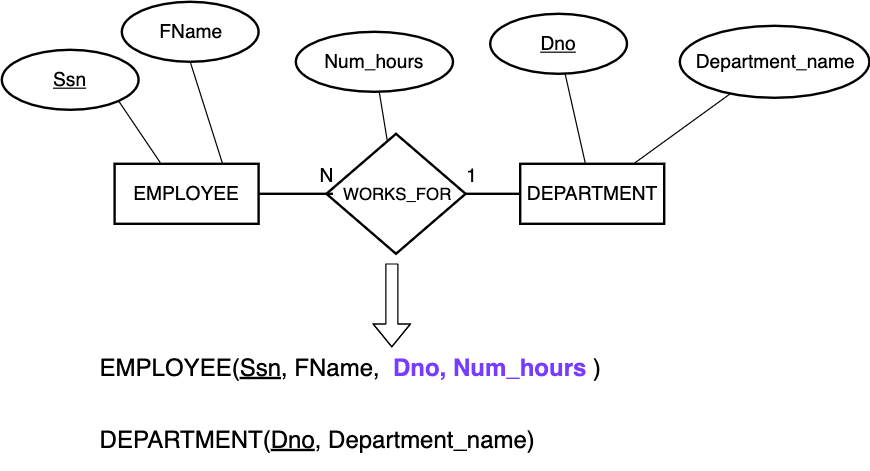 FName
Ssn
Num_hours
Dno
Department_name
EMPLOYEE
N
WORKS_FOR
1
DEPARTMENT
EMPLOYEE(Ssn, FName, Dno, Num_hours )
DEPARTMENT(Dno, Department_name)